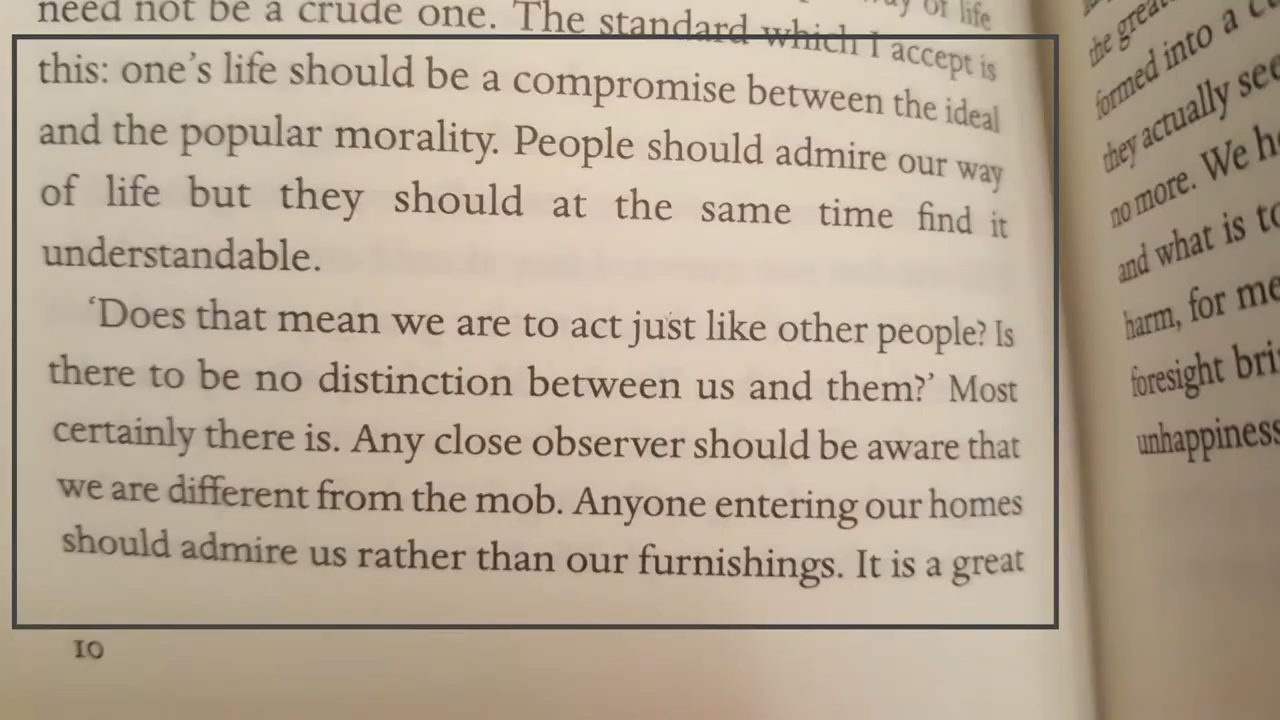 need not be a crude one. The standard which I accept is
this: one's life should be a compromise between the ideal
and the popular morality. People should admire our way
of life but they should at the same time find it
understandable.
‘Does that mean we are to act just like other people? Is
there to be no distinction between us and them?’ Most
certainly there is. Any close observer should be aware that
we are different from the mob. Anyone entering our homes
should admire us rather than our furnishings. It is a great
10
formed into a
they actually see
no more. We
and what is
harm, for me
foresight
unhappiness